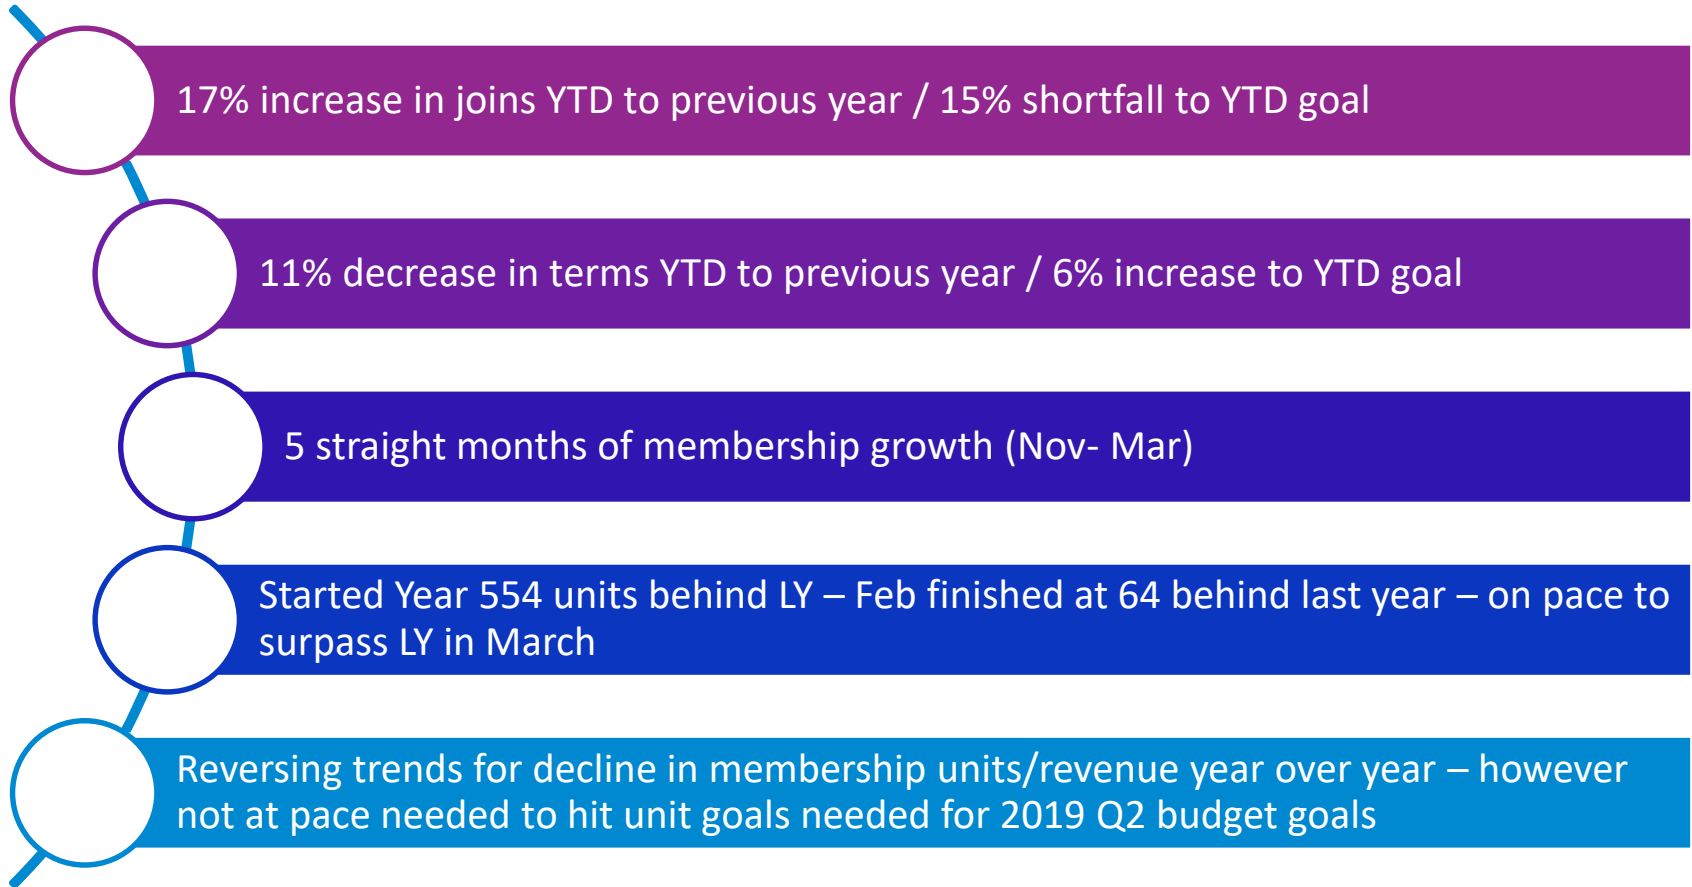 17% increase in joins YTD to previous year / 15% shortfall to YTD goal
11% decrease in terms YTD to previous year / 6% increase to YTD goal
5 straight months of membership growth (Nov- Mar)
Started Year 554 units behind LY – Feb finished at 64 behind last year – on pace to
surpass LY in March
Reversing trends for decline in membership units/revenue year over year – however
not at pace needed to hit unit goals needed for 2019 Q2 budget goals